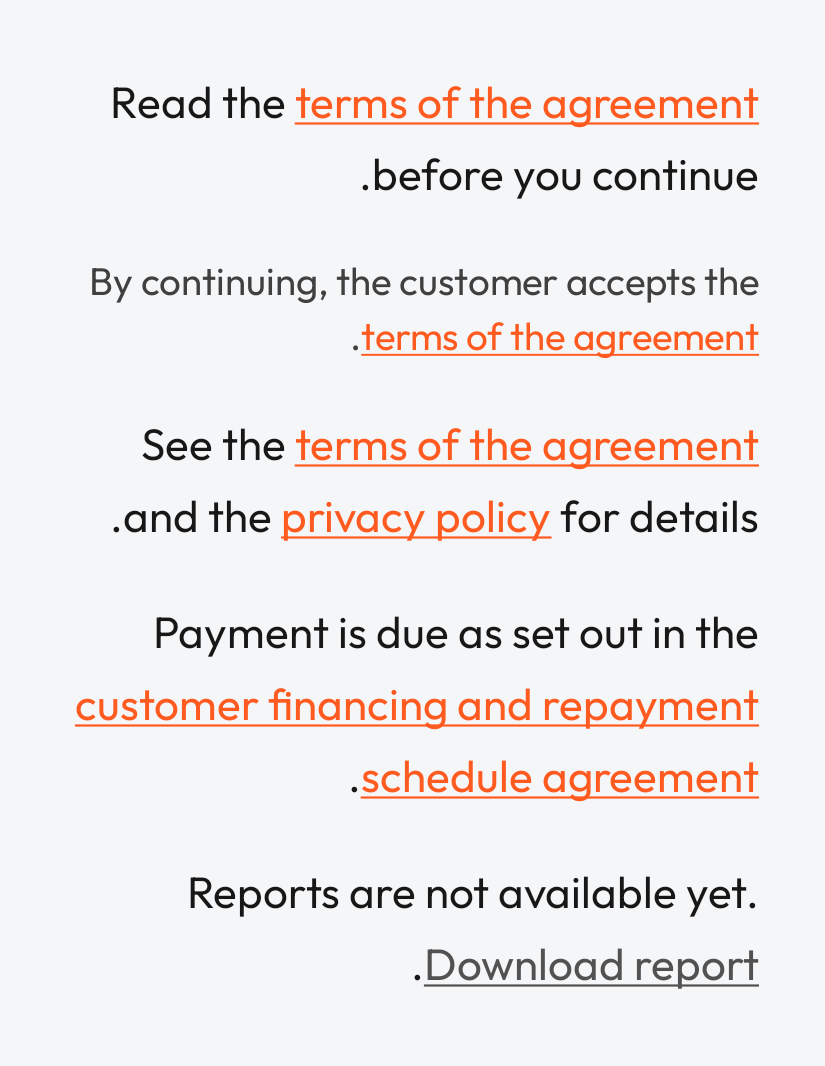 Read the terms of the agreement
.before you continue
By continuing, the customer accepts the
.terms of the agreement
See the terms of the agreement
.and the privacy policy for details
Payment is due as set out in the
customer financing and repayment
.schedule agreement
Reports are not available yet.
.Download report